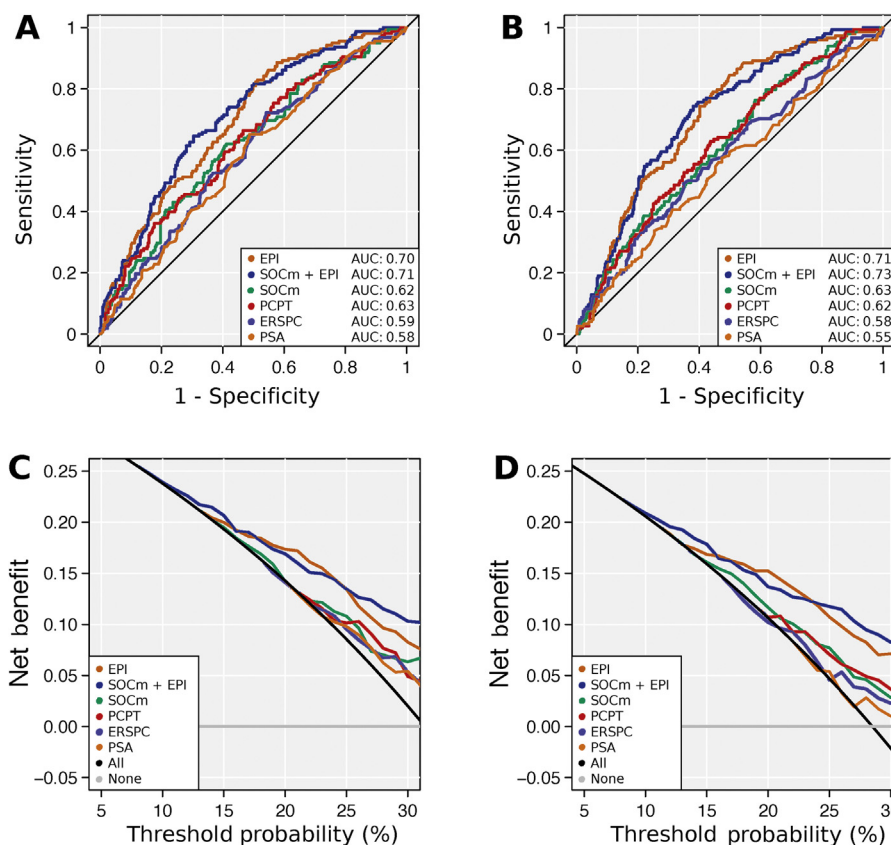 A
1
0.8
0.6
0.4
0.2
0
Sensitivity
0 0.2 0.4 0.6 0.8 1
1 - Specificity
EPI AUC: 0.70
SOCm + EPI AUC: 0.71
SOCm AUC: 0.62
PCPT AUC: 0.63
ERSPC AUC: 0.59
PSA AUC: 0.58
B
1
0.8
0.6
0.4
0.2
0
Sensitivity
0 0.2 0.4 0.6 0.8 1
1 - Specificity
EPI AUC: 0.71
SOCm + EPI AUC: 0.73
SOCm AUC: 0.63
PCPT AUC: 0.62
ERSPC AUC: 0.58
PSA AUC: 0.55
C
0.25
0.20
0.15
0.10
0.05
0.00
−0.05
Net benefit
5 10 15 20 25 30
Threshold probability (%)
EPI
SOCm + EPI
SOCm
PCPT
ERSPC
PSA
All
None
D
0.25
0.20
0.15
0.10
0.05
0.00
−0.05
Net benefit
5 10 15 20 25 30
Threshold probability (%)
EPI
SOCm + EPI
SOCm
PCPT
ERSPC
PSA
All
None